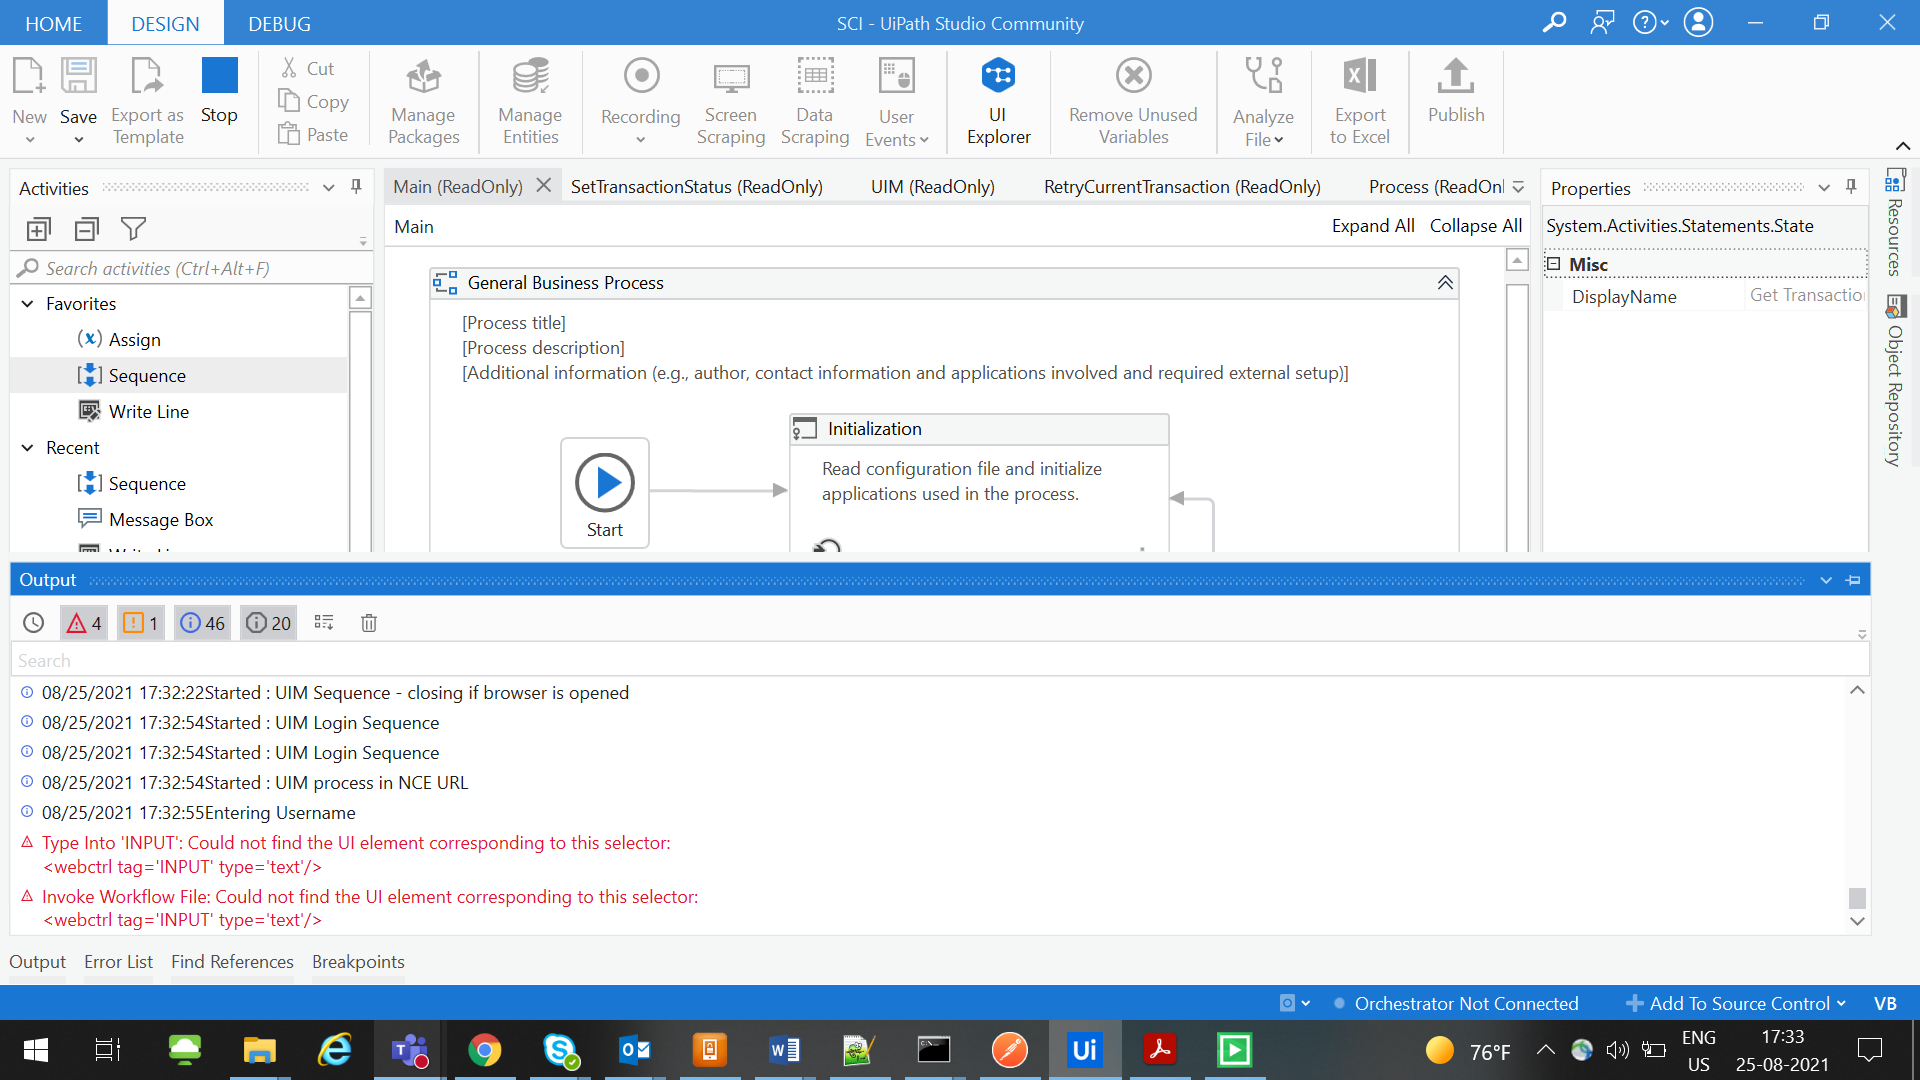 HOME DESIGN DEBUG
SCI - UiPath Studio Community
New
Save
Export as
Template
Stop
Cut
Copy
Paste
Manage
Packages
Manage
Entities
Recording
Screen
Scraping
Data
Scraping
User
Events
UI
Explorer
Remove Unused
Variables
Analyze
File
Export
to Excel
Publish
Activities
Search activities (Ctrl+Alt+F)
Favorites
Assign
Sequence
Write Line
Recent
Sequence
Message Box
Main (ReadOnly) SetTransactionStatus (ReadOnly) UIM (ReadOnly) RetryCurrentTransaction (ReadOnly) Process (ReadOnl
Main
Expand All Collapse All
General Business Process
[Process title]
[Process description]
[Additional information (e.g., author, contact information and applications involved and required external setup)]
Start
Initialization
Read configuration file and initialize
applications used in the process.
Properties
System.Activities.Statements.State
Misc
DisplayName Get Transactio
Resources
Object Repository
Output
4 1 46 20
Search
08/25/2021 17:32:22Started : UIM Sequence - closing if browser is opened
08/25/2021 17:32:54Started : UIM Login Sequence
08/25/2021 17:32:54Started : UIM Login Sequence
08/25/2021 17:32:54Started : UIM process in NCE URL
08/25/2021 17:32:55Entering Username
Type Into 'INPUT': Could not find the UI element corresponding to this selector:
<webctrl tag='INPUT' type='text'/>
Invoke Workflow File: Could not find the UI element corresponding to this selector:
<webctrl tag='INPUT' type='text'/>
Output Error List Find References Breakpoints
Orchestrator Not Connected Add To Source Control VB
Ui
76°F
ENG
US
17:33
25-08-2021